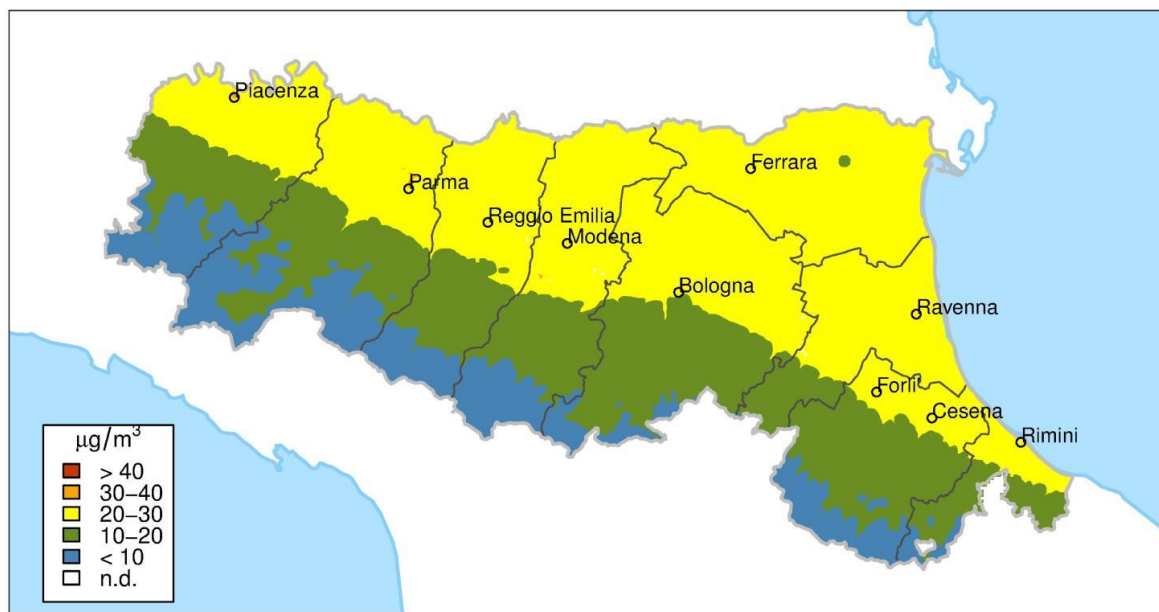 Piacenza
Ferrara
Parma
Reggio Emilia
Modena
Bologna
Ravenna
Forlì
Cesena
Rimini
μg/m³
> 40
30−40
20−30
10−20
< 10
n.d.